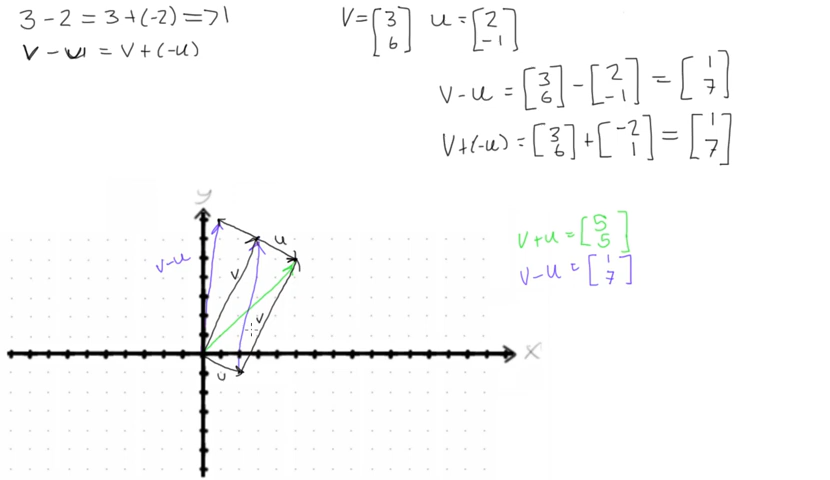 3 - 2 = 3 + (-2) => 1
v - u = v + (-u)
v = [3 6] u = [2 -1]
v - u = [3 6] - [2 -1] = [1 7]
v + (-u) = [3 6] + [-2 1] = [1 7]
v + u = [5 5]
v - u = [1 7]
y
u
v - u
v
v
x
u